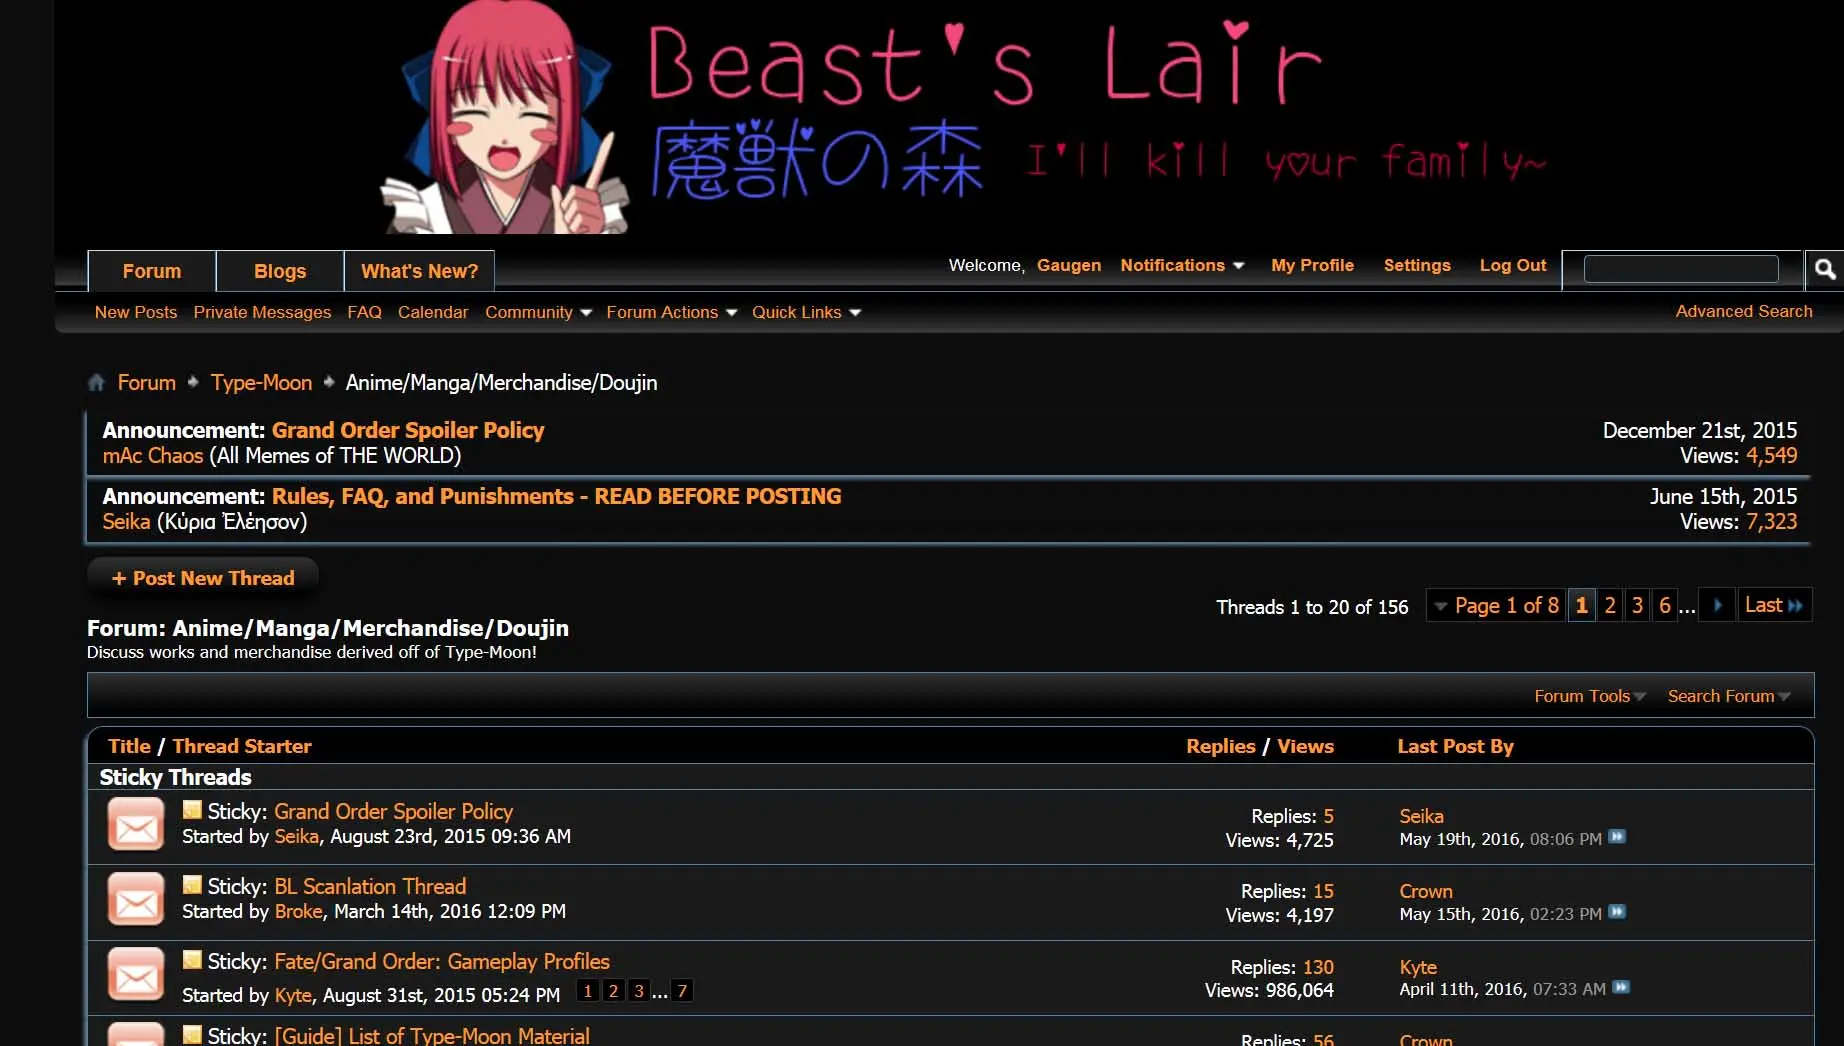 Beast's Lair
魔獣の森 I'll kill your family~
Forum Blogs What's New?
Welcome, Gaugen Notifications My Profile Settings Log Out
New Posts Private Messages FAQ Calendar Community Forum Actions Quick Links Advanced Search
Forum Type-Moon Anime/Manga/Merchandise/Doujin
Announcement: Grand Order Spoiler Policy December 21st, 2015
mAc Chaos (All Memes of THE WORLD) Views: 4,549
Announcement: Rules, FAQ, and Punishments - READ BEFORE POSTING June 15th, 2015
Seika (Κύρια Ἐλέησον) Views: 7,323
+ Post New Thread
Threads 1 to 20 of 156 Page 1 of 8 1 2 3 6 ... Last
Forum: Anime/Manga/Merchandise/Doujin
Discuss works and merchandise derived off of Type-Moon!
Forum Tools Search Forum
Title / Thread Starter Replies / Views Last Post By
Sticky Threads
Sticky: Grand Order Spoiler Policy Replies: 5 Seika
Started by Seika, August 23rd, 2015 09:36 AM Views: 4,725 May 19th, 2016, 08:06 PM
Sticky: BL Scanlation Thread Replies: 15 Crown
Started by Broke, March 14th, 2016 12:09 PM Views: 4,197 May 15th, 2016, 02:23 PM
Sticky: Fate/Grand Order: Gameplay Profiles Replies: 130 Kyte
Started by Kyte, August 31st, 2015 05:24 PM 1 2 3 ... 7 Views: 986,064 April 11th, 2016, 07:33 AM
Sticky: [Guide] List of Type-Moon Material Replies: 56 Crown